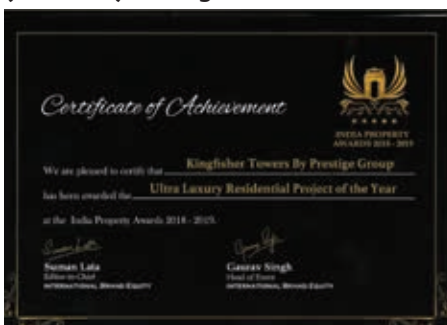 Certificate of Achievement
INDIA PROPERTY
AWARDS 2018 - 2019
We are pleased to certify that Kingfisher Towers By Prestige Group
has been awarded the Ultra Luxury Residential Project of the Year
at the India Property Awards 2018 - 2019.
Suman Lata
Editor-in-Chief
INTERNATIONAL BRAND EQUITY
Gaurav Singh
Head of Event
INTERNATIONAL BRAND EQUITY